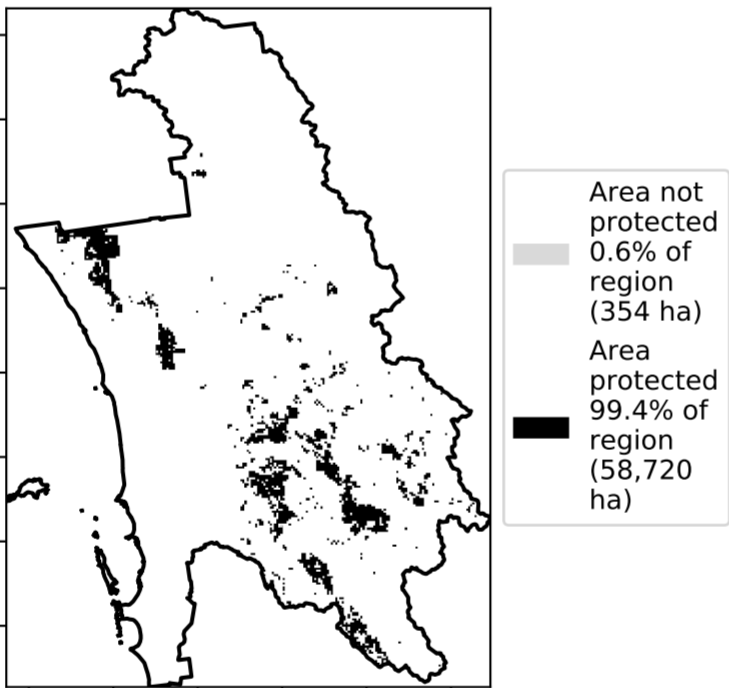 Area not
protected
0.6% of
region
(354 ha)
Area
protected
99.4% of
region
(58,720
ha)